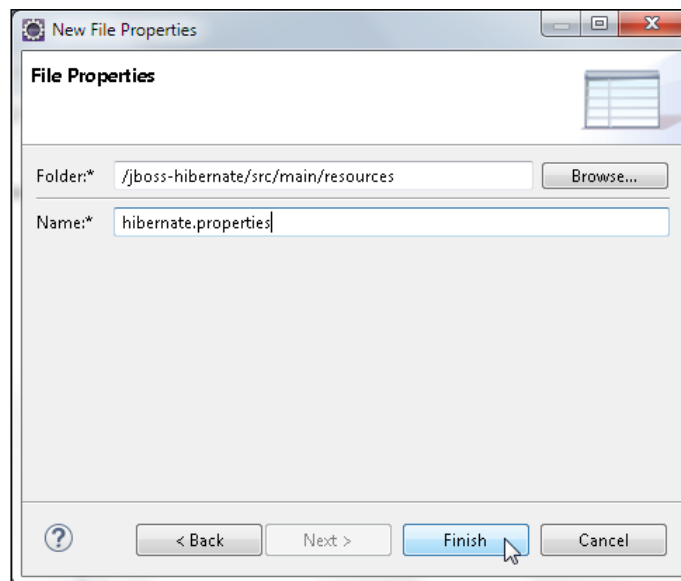 New File Properties
File Properties
Folder:* /jboss-hibernate/src/main/resources Browse...
Name:* hibernate.properties
? < Back Next > Finish Cancel